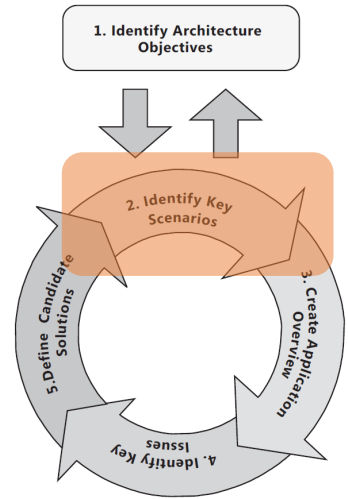 1. Identify Architecture
Objectives
2. Identify Key
Scenarios
3. Create Application
Overview
4. Identify Key
Issues
5.Define Candidate
Solutions